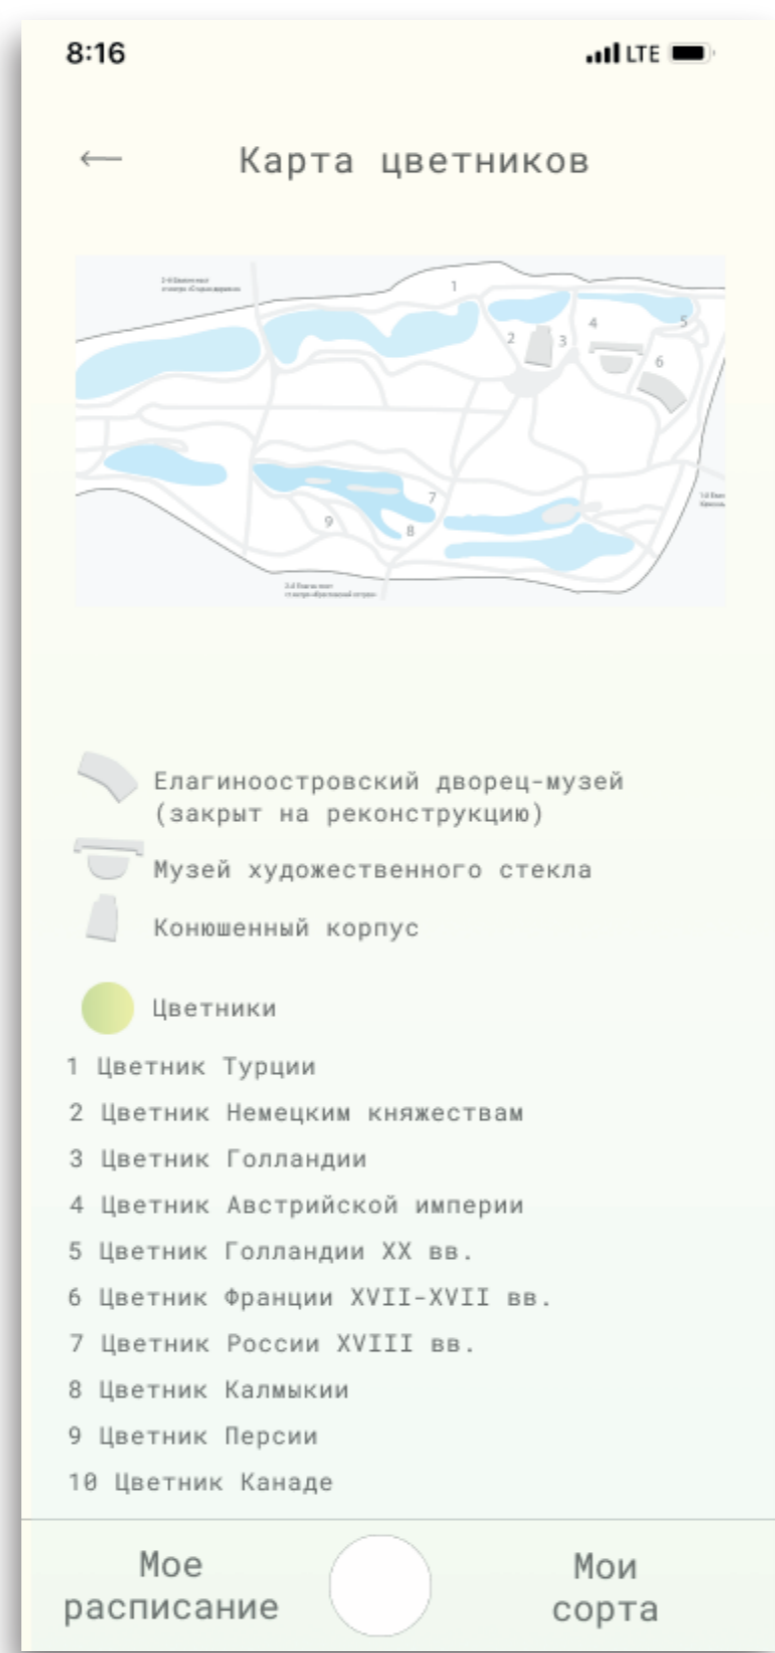 8:16
LTE
Карта цветников
1
2
3
4
5
6
7
8
9
Елагиноостровский дворец-музей
(закрыт на реконструкцию)
Музей художественного стекла
Конюшенный корпус
Цветники
1 Цветник Турции
2 Цветник Немецким княжествам
3 Цветник Голландии
4 Цветник Австрийской империи
5 Цветник Голландии XX вв.
6 Цветник Франции XVII-XVII вв.
7 Цветник России XVIII вв.
8 Цветник Калмыкии
9 Цветник Персии
10 Цветник Канаде
Мое
расписание
Мои
сорта